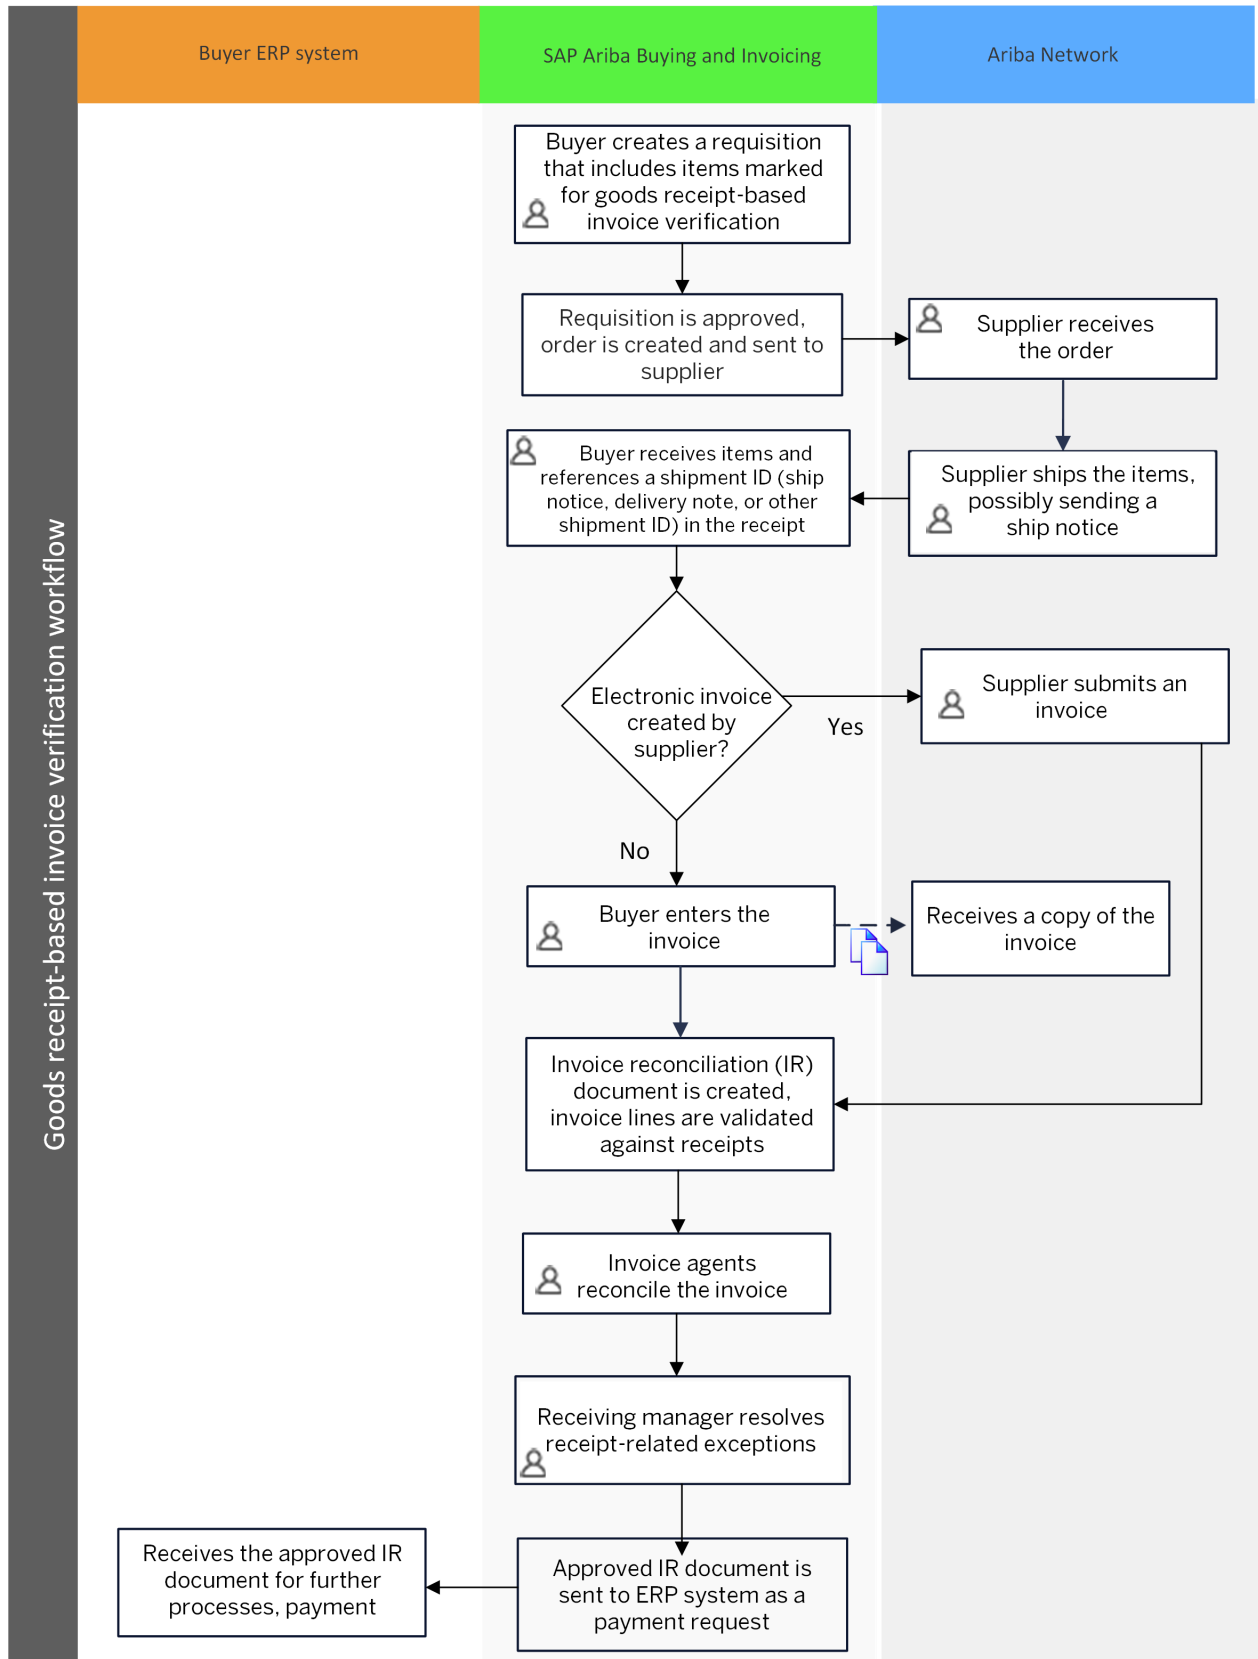 Buyer ERP system
SAP Ariba Buying and Invoicing
Ariba Network
Goods receipt-based invoice verification workflow
Buyer creates a requisition
that includes items marked
for goods receipt-based
invoice verification
Requisition is approved,
order is created and sent to
supplier
Supplier receives
the order
Buyer receives items and
references a shipment ID (ship
notice, delivery note, or other
shipment ID) in the receipt
Supplier ships the items,
possibly sending a
ship notice
Electronic invoice
created by
supplier?
Yes
Supplier submits an
invoice
No
Buyer enters the
invoice
Receives a copy of the
invoice
Invoice reconciliation (IR)
document is created,
invoice lines are validated
against receipts
Invoice agents
reconcile the invoice
Receiving manager resolves
receipt-related exceptions
Receives the approved IR
document for further
processes, payment
Approved IR document is
sent to ERP system as a
payment request